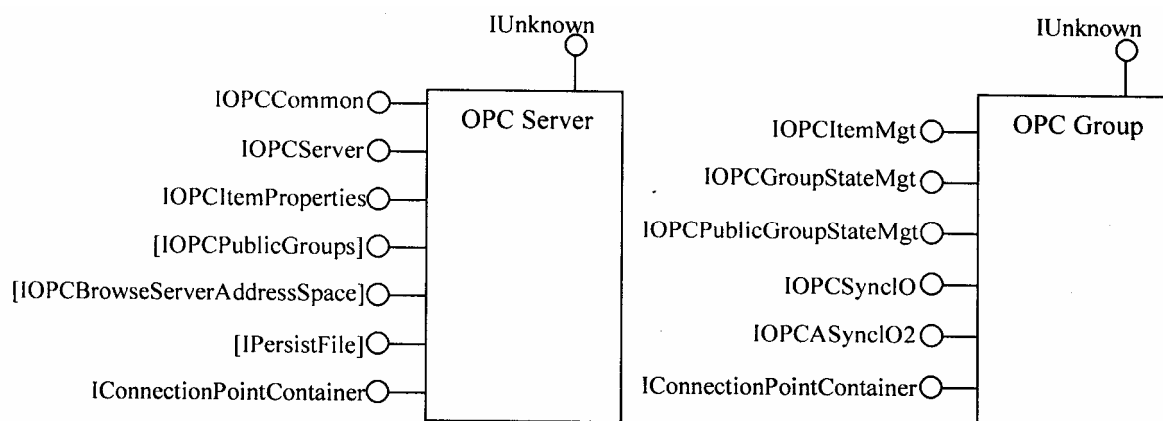 IUnknown
OPC Server
IOPCCommon
IOPCServer
IOPCItemProperties
[IOPCPublicGroups]
[IOPCBrowseServerAddressSpace]
[IPersistFile]
IConnectionPointContainer
IUnknown
OPC Group
IOPCItemMgt
IOPCGroupStateMgt
IOPCPublicGroupStateMgt
IOPCSyncIO
IOPCASyncIO2
IConnectionPointContainer